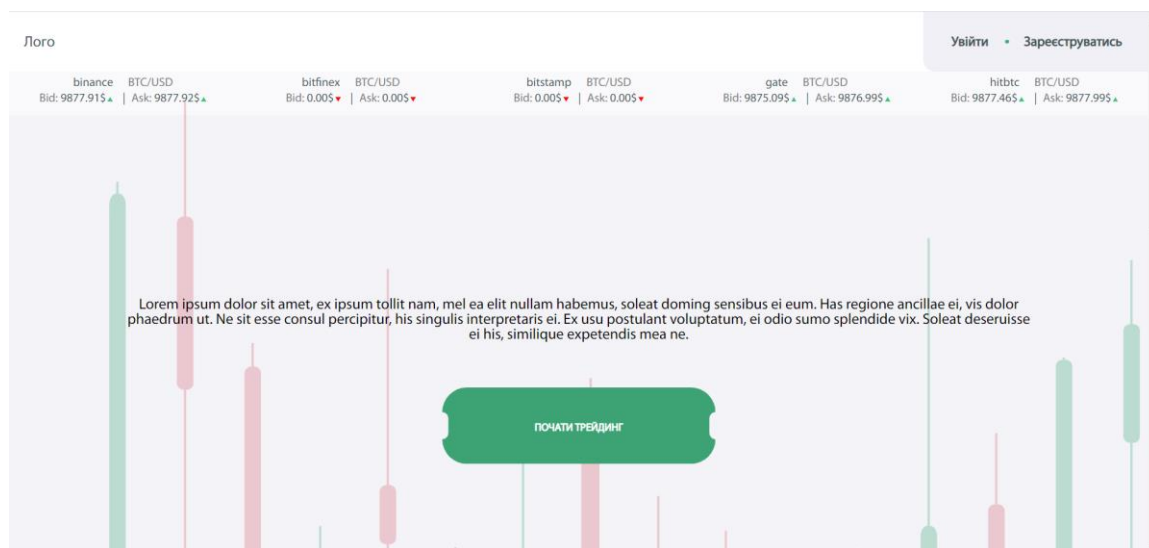 Лого
Увійти • Зареєструватись
binance BTC/USD
Bid: 9877.91$▲ | Ask: 9877.92$▲
bitfinex BTC/USD
Bid: 0.00$▼ | Ask: 0.00$▼
bitstamp BTC/USD
Bid: 0.00$▼ | Ask: 0.00$▼
gate BTC/USD
Bid: 9875.09$▲ | Ask: 9876.99$▲
hitbtc BTC/USD
Bid: 9877.46$▲ | Ask: 9877.99$▲
Lorem ipsum dolor sit amet, ex ipsum tollit nam, mel ea elit nullam habemus, soleat doming sensibus ei eum. Has regione ancillae ei, vis dolor
phaedrum ut. Ne sit esse consul percipitur, his singulis interpretaris ei. Ex usu postulant voluptatum, ei odio sumo splendide vix. Soleat deseruisse
ei his, similique expetendis mea ne.
ПОЧАТИ ТРЕЙДИНГ